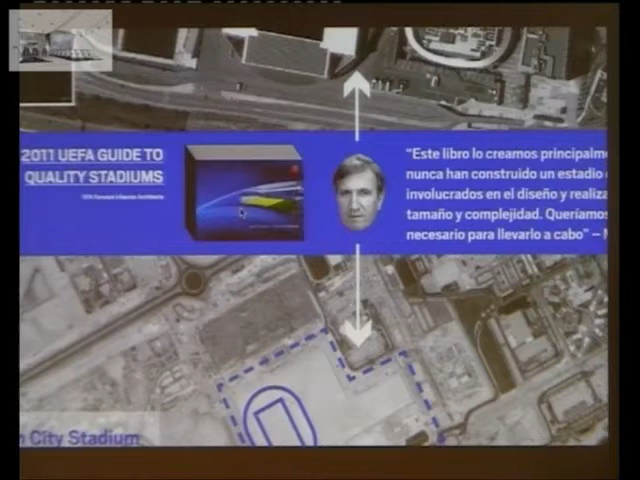 2011 UEFA GUIDE TO
QUALITY STADIUMS
"Este libro lo creamos principalm
nunca han construido un estadio
involucrados en el diseño y realiza
tamaño y complejidad. Queríamos
necesario para llevarlo a cabo" –
City Stadium